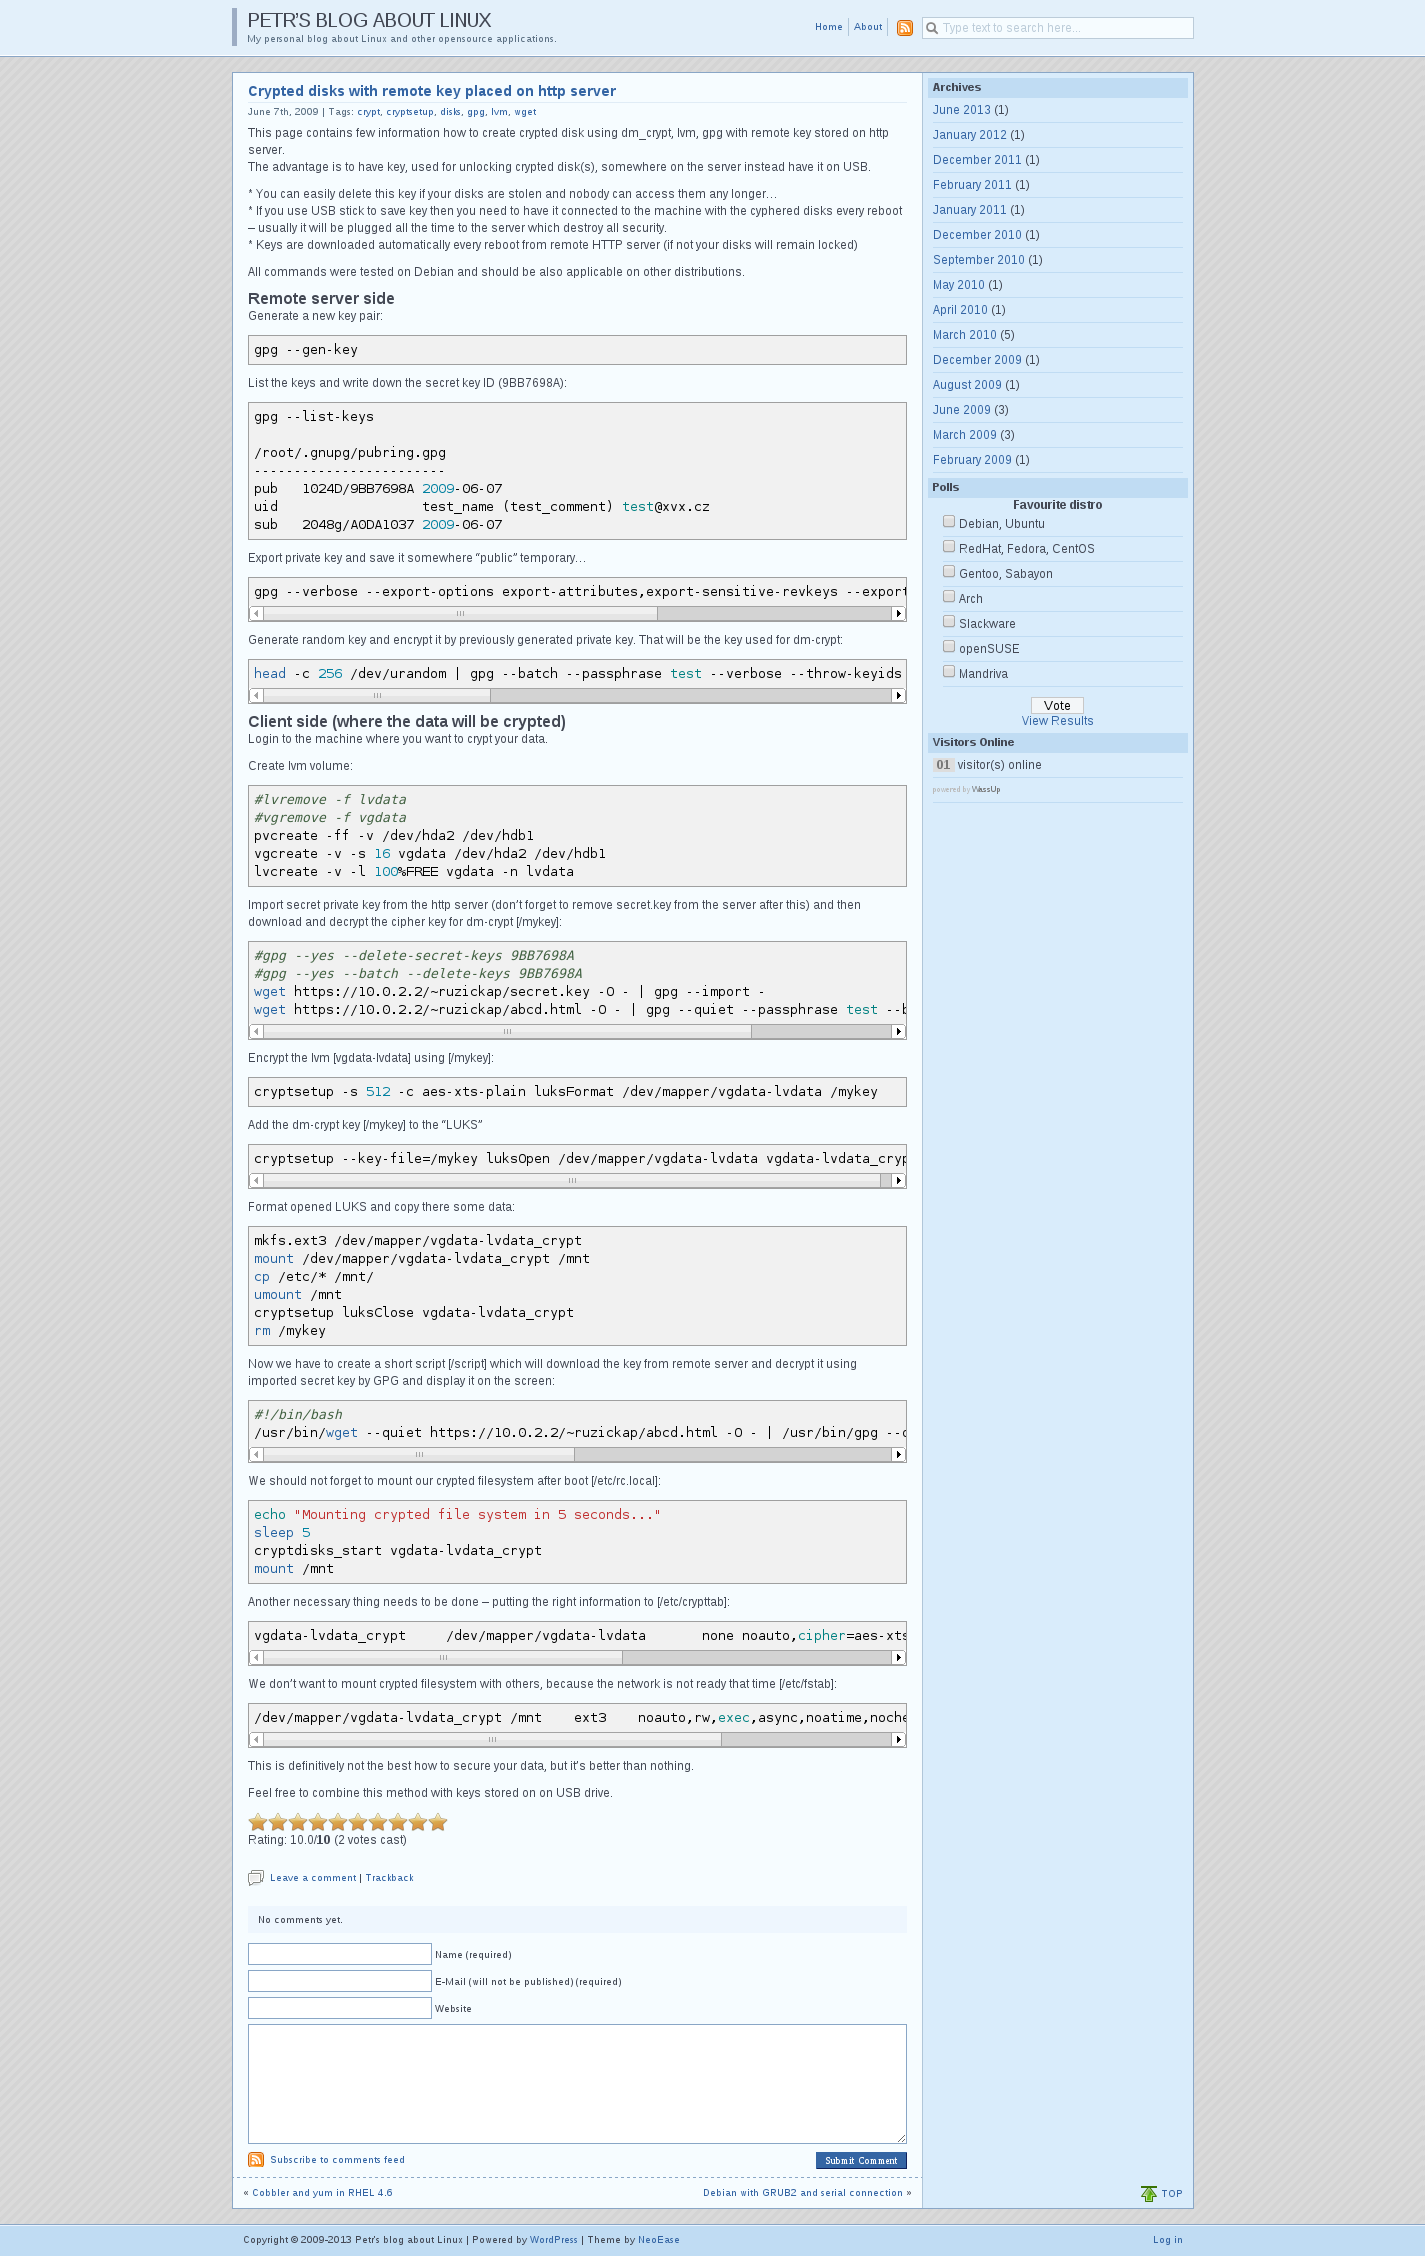 PETR'S BLOG ABOUT LINUX
My personal blog about Linux and other opensource applications.
Home
About
Type text to search here...
Crypted disks with remote key placed on http server
June 7th, 2009 | Tags: crypt, cryptsetup, disks, gpg, lvm, wget
This page contains few information how to create crypted disk using dm_crypt, lvm, gpg with remote key stored on http
server.
The advantage is to have key, used for unlocking crypted disk(s), somewhere on the server instead have it on USB.
* You can easily delete this key if your disks are stolen and nobody can access them any longer…
* If you use USB stick to save key then you need to have it connected to the machine with the cyphered disks every reboot
– usually it will be plugged all the time to the server which destroy all security.
* Keys are downloaded automatically every reboot from remote HTTP server (if not your disks will remain locked)
All commands were tested on Debian and should be also applicable on other distributions.
Remote server side
Generate a new key pair:
gpg --gen-key
List the keys and write down the secret key ID (9BB7698A):
gpg --list-keys
/root/.gnupg/pubring.gpg
------------------------
pub   1024D/9BB7698A 2009-06-07
uid                  test_name (test_comment) test@xvx.cz
sub   2048g/A0DA1037 2009-06-07
Export private key and save it somewhere “public” temporary…
gpg --verbose --export-options export-attributes,export-sensitive-revkeys --export
Generate random key and encrypt it by previously generated private key. That will be the key used for dm-crypt:
head -c 256 /dev/urandom | gpg --batch --passphrase test --verbose --throw-keyids
Client side (where the data will be crypted)
Login to the machine where you want to crypt your data.
Create lvm volume:
#lvremove -f lvdata
#vgremove -f vgdata
pvcreate -ff -v /dev/hda2 /dev/hdb1
vgcreate -v -s 16 vgdata /dev/hda2 /dev/hdb1
lvcreate -v -l 100%FREE vgdata -n lvdata
Import secret private key from the http server (don’t forget to remove secret.key from the server after this) and then
download and decrypt the cipher key for dm-crypt [/mykey]:
#gpg --yes --delete-secret-keys 9BB7698A
#gpg --yes --batch --delete-keys 9BB7698A
wget https://10.0.2.2/~ruzickap/secret.key -O - | gpg --import -
wget https://10.0.2.2/~ruzickap/abcd.html -O - | gpg --quiet --passphrase test --b
Encrypt the lvm [vgdata-lvdata] using [/mykey]:
cryptsetup -s 512 -c aes-xts-plain luksFormat /dev/mapper/vgdata-lvdata /mykey
Add the dm-crypt key [/mykey] to the “LUKS”
cryptsetup --key-file=/mykey luksOpen /dev/mapper/vgdata-lvdata vgdata-lvdata_cryp
Format opened LUKS and copy there some data:
mkfs.ext3 /dev/mapper/vgdata-lvdata_crypt
mount /dev/mapper/vgdata-lvdata_crypt /mnt
cp /etc/* /mnt/
umount /mnt
cryptsetup luksClose vgdata-lvdata_crypt
rm /mykey
Now we have to create a short script [/script] which will download the key from remote server and decrypt it using
imported secret key by GPG and display it on the screen:
#!/bin/bash
/usr/bin/wget --quiet https://10.0.2.2/~ruzickap/abcd.html -O - | /usr/bin/gpg --q
We should not forget to mount our crypted filesystem after boot [/etc/rc.local]:
echo "Mounting crypted file system in 5 seconds..."
sleep 5
cryptdisks_start vgdata-lvdata_crypt
mount /mnt
Another necessary thing needs to be done – putting the right information to [/etc/crypttab]:
vgdata-lvdata_crypt     /dev/mapper/vgdata-lvdata       none noauto,cipher=aes-xts
We don’t want to mount crypted filesystem with others, because the network is not ready that time [/etc/fstab]:
/dev/mapper/vgdata-lvdata_crypt /mnt    ext3    noauto,rw,exec,async,noatime,noche
This is definitively not the best how to secure your data, but it’s better than nothing.
Feel free to combine this method with keys stored on on USB drive.
Rating: 10.0/10 (2 votes cast)
Leave a comment | Trackback
No comments yet.
Name (required)
E-Mail (will not be published) (required)
Website
Subscribe to comments feed
Submit Comment
« Cobbler and yum in RHEL 4.6
Debian with GRUB2 and serial connection »
Archives
June 2013 (1)
January 2012 (1)
December 2011 (1)
February 2011 (1)
January 2011 (1)
December 2010 (1)
September 2010 (1)
May 2010 (1)
April 2010 (1)
March 2010 (5)
December 2009 (1)
August 2009 (1)
June 2009 (3)
March 2009 (3)
February 2009 (1)
Polls
Favourite distro
Debian, Ubuntu
RedHat, Fedora, CentOS
Gentoo, Sabayon
Arch
Slackware
openSUSE
Mandriva
Vote
View Results
Visitors Online
01 visitor(s) online
powered by WassUp
TOP
Copyright © 2009-2013 Petr's blog about Linux | Powered by WordPress | Theme by NeoEase
Log in